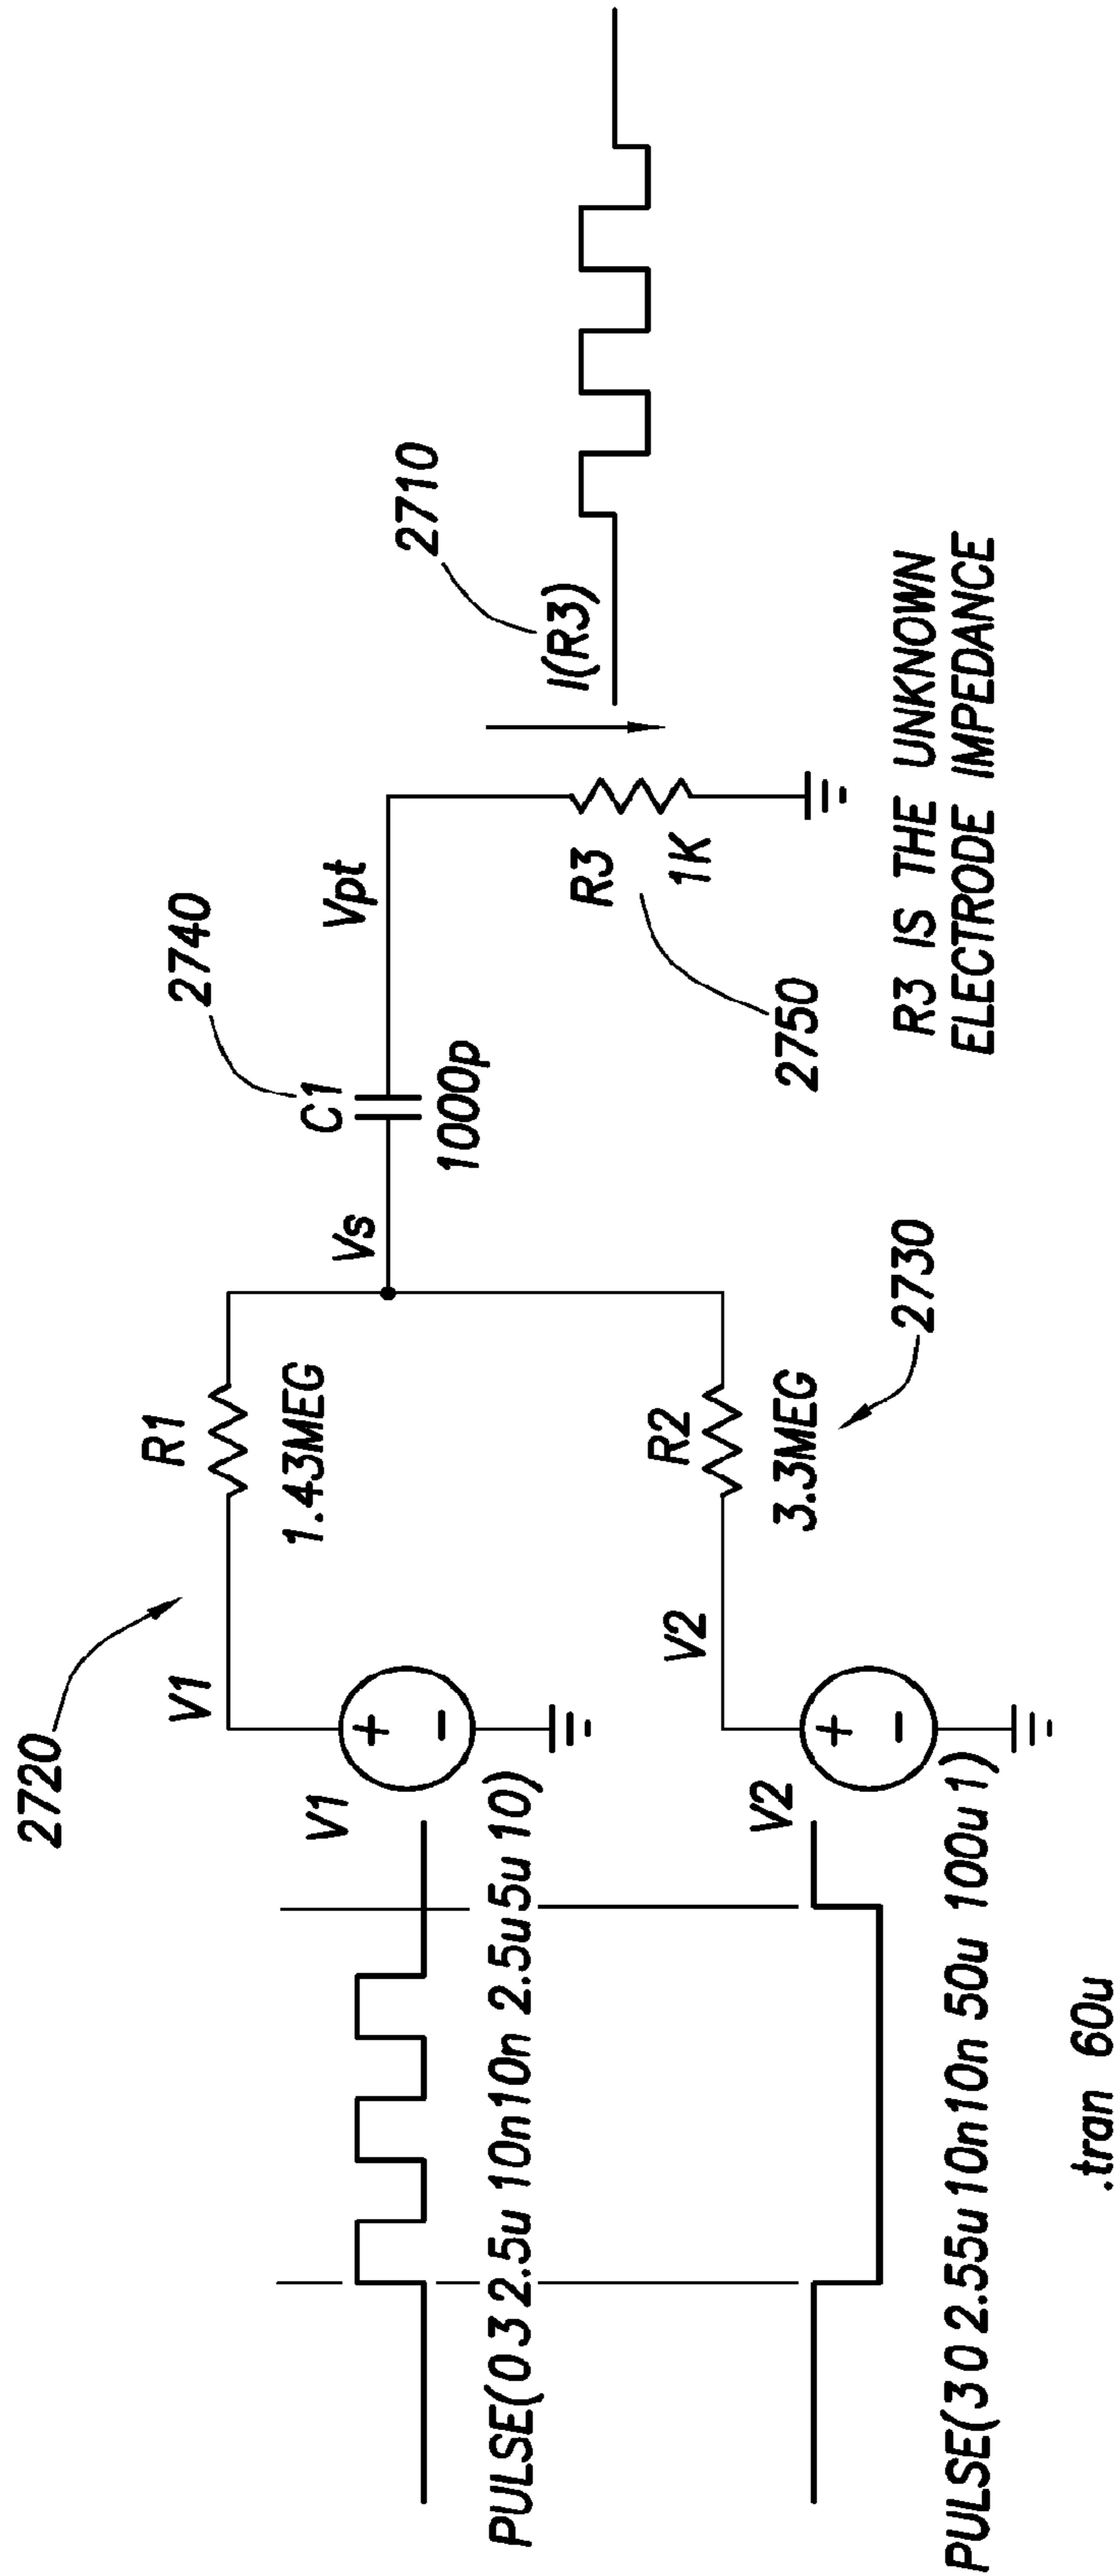 2720
V1
R1
1.43MEG
V1
PULSE(0 3 2.5u 10n10n 2.5u5u 10)
2740
C1
1000p
Vs
Vpt
2710
I(R3)
R3
1K
2750
R3 IS THE UNKNOWN
ELECTRODE IMPEDANCE
V2
R2
3.3MEG
2730
V2
PULSE(3 0 2.55u 10n10n 50u 100u 1)
.tran 60u